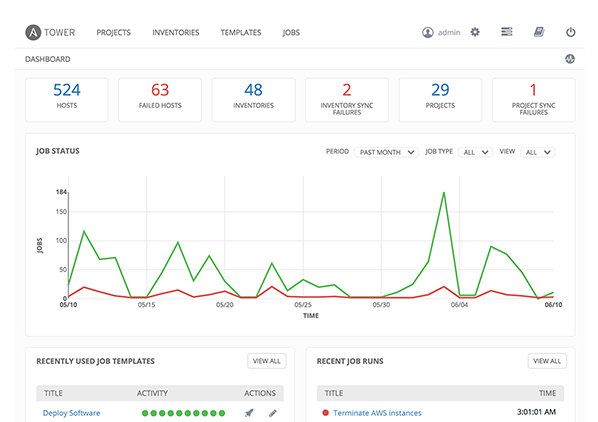 A TOWER PROJECTS INVENTORIES TEMPLATES JOBS admin
DASHBOARD
524 63 48 2 29 1
HOSTS FAILED HOSTS INVENTORIES INVENTORY SYNC FAILURES PROJECTS PROJECT SYNC FAILURES
JOB STATUS PERIOD PAST MONTH JOB TYPE ALL VIEW ALL
184
150
100
50
0
JOBS
05/10 05/15 05/20 05/25 05/30 06/04 06/10
TIME
RECENTLY USED JOB TEMPLATES VIEW ALL
TITLE ACTIVITY ACTIONS
Deploy Software
RECENT JOB RUNS VIEW ALL
TITLE TIME
Terminate AWS instances 3:01:01 AM